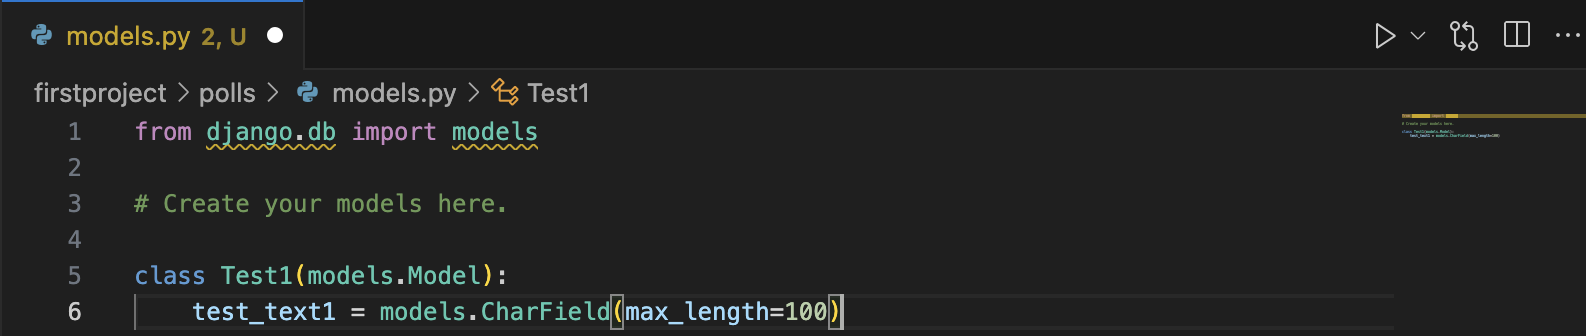 models.py 2, U
firstproject > polls > models.py > Test1
1 from django.db import models
2
3 # Create your models here.
4
5 class Test1(models.Model):
6 test_text1 = models.CharField(max_length=100)